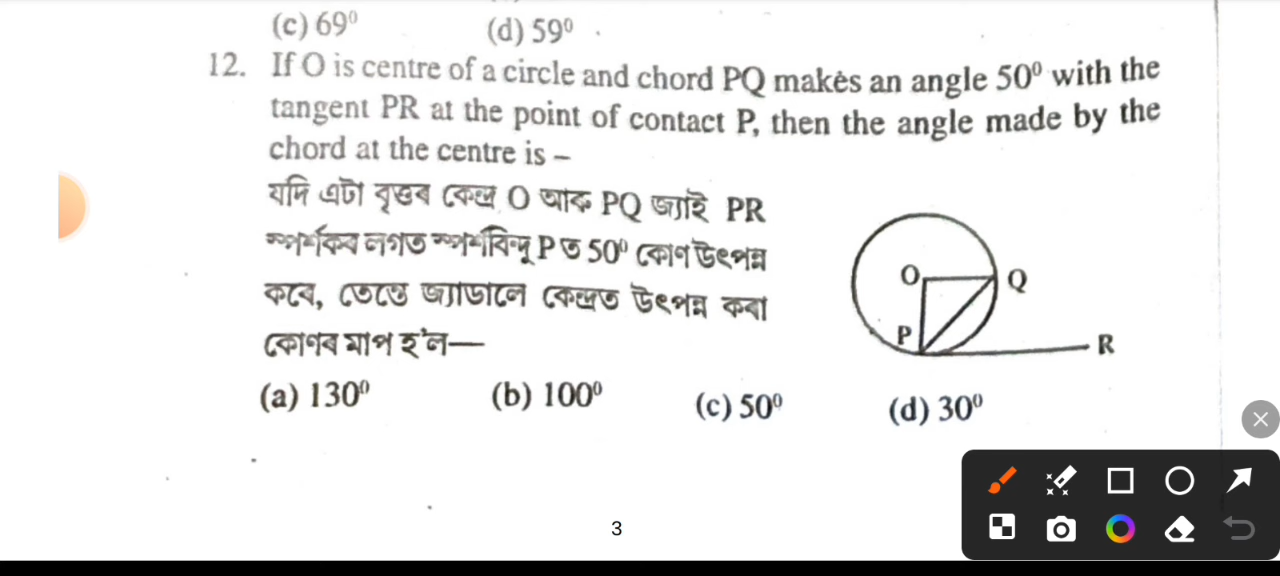 (c) 69⁰ (d) 59⁰
12. If O is centre of a circle and chord PQ makes an angle 50⁰ with the
tangent PR at the point of contact P, then the angle made by the
chord at the centre is –
যদি এটা বৃত্তৰ কেন্দ্ৰ O আৰু PQ জ্যাই PR
স্পৰ্শকৰ লগত স্পৰ্শবিন্দু P ত 50⁰ কোণ উৎপন্ন
কৰে, তেন্তে জ্যাডালে কেন্দ্ৰত উৎপন্ন কৰা
কোণৰ মাপ হ'ল—
O Q
P R
(a) 130⁰ (b) 100⁰ (c) 50⁰ (d) 30⁰
3